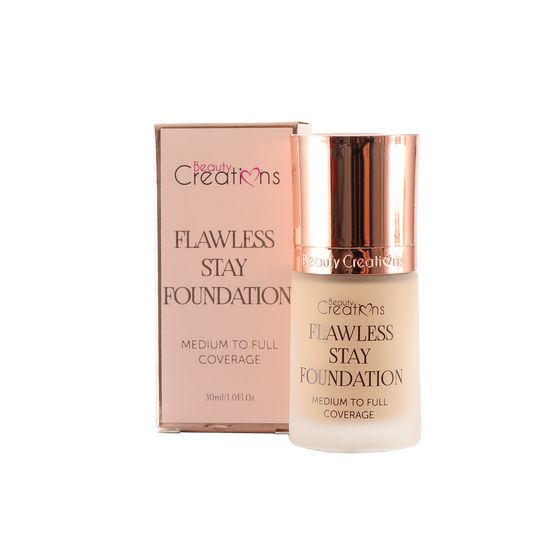 Beauty
Creations
FLAWLESS
STAY
FOUNDATION
MEDIUM TO FULL
COVERAGE
30ml/1.0Fl.Oz
Beauty Creations
Beauty
Creations
FLAWLESS
STAY
FOUNDATION
MEDIUM TO FULL
COVERAGE